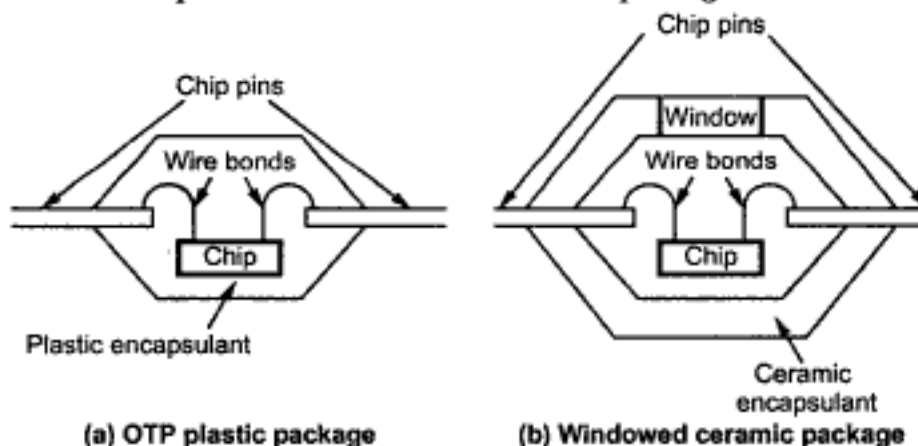 Chip pins
Wire bonds
Chip
Plastic encapsulant
(a) OTP plastic package
Chip pins
Window
Wire bonds
Chip
Ceramic
encapsulant
(b) Windowed ceramic package